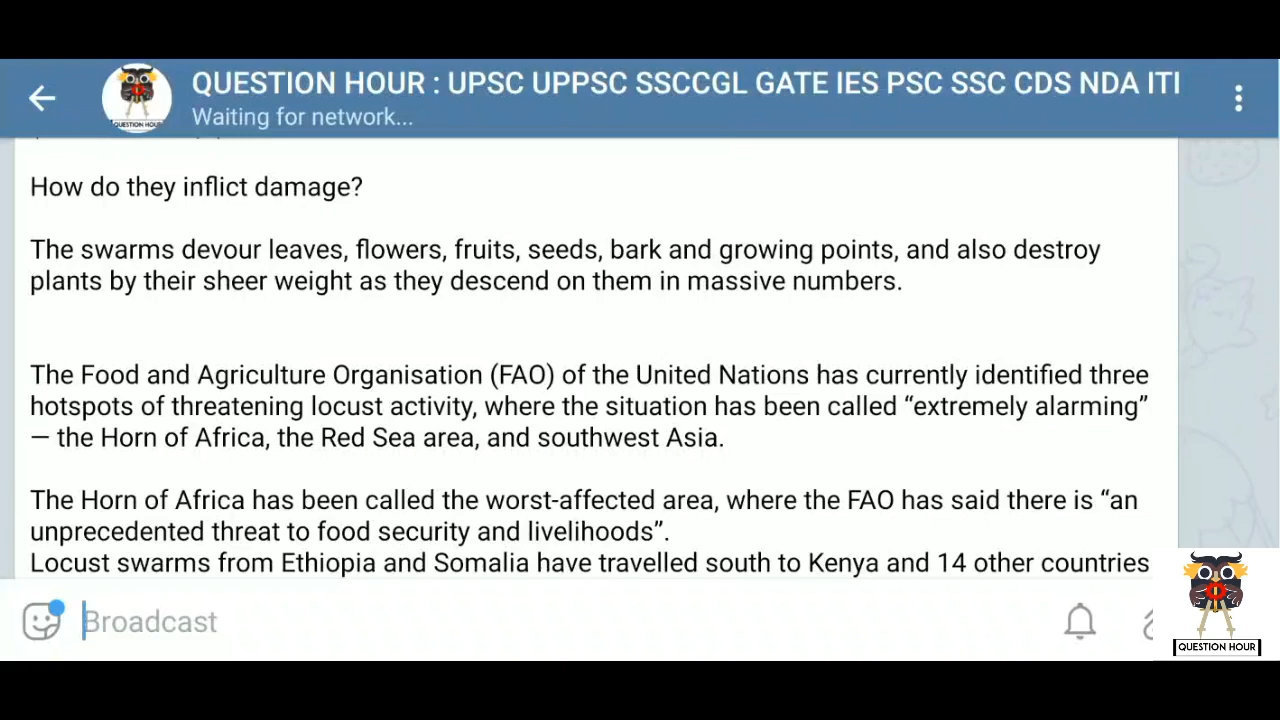 QUESTION HOUR : UPSC UPPSC SSCCGL GATE IES PSC SSC CDS NDA ITI
Waiting for network...
QUESTION HOUR
How do they inflict damage?
The swarms devour leaves, flowers, fruits, seeds, bark and growing points, and also destroy
plants by their sheer weight as they descend on them in massive numbers.
The Food and Agriculture Organisation (FAO) of the United Nations has currently identified three
hotspots of threatening locust activity, where the situation has been called “extremely alarming”
— the Horn of Africa, the Red Sea area, and southwest Asia.
The Horn of Africa has been called the worst-affected area, where the FAO has said there is “an
unprecedented threat to food security and livelihoods”.
Locust swarms from Ethiopia and Somalia have travelled south to Kenya and 14 other countries
Broadcast
QUESTION HOUR